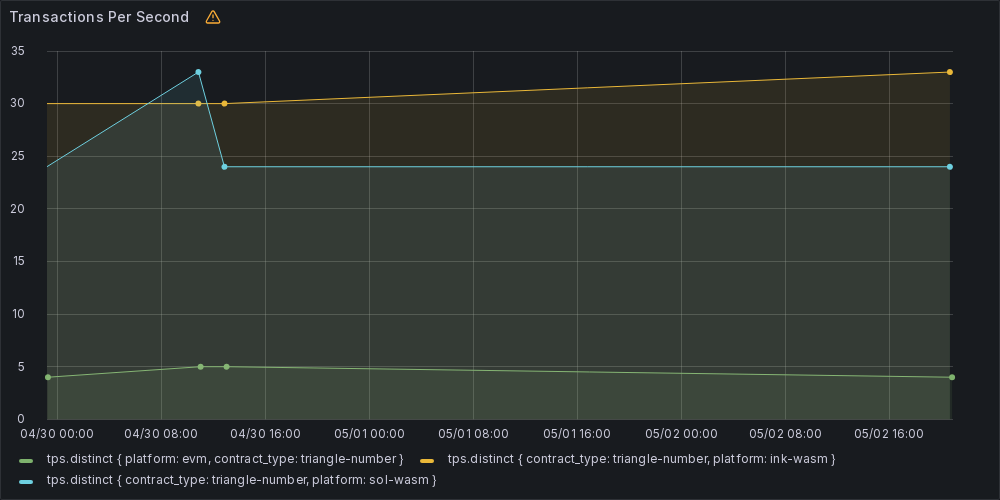 Transactions Per Second
35
30
25
20
15
10
5
0
04/30 00:00 04/30 08:00 04/30 16:00 05/01 00:00 05/01 08:00 05/01 16:00 05/02 00:00 05/02 08:00 05/02 16:00
tps.distinct { platform: evm, contract_type: triangle-number } tps.distinct { contract_type: triangle-number, platform: ink-wasm }
tps.distinct { contract_type: triangle-number, platform: sol-wasm }